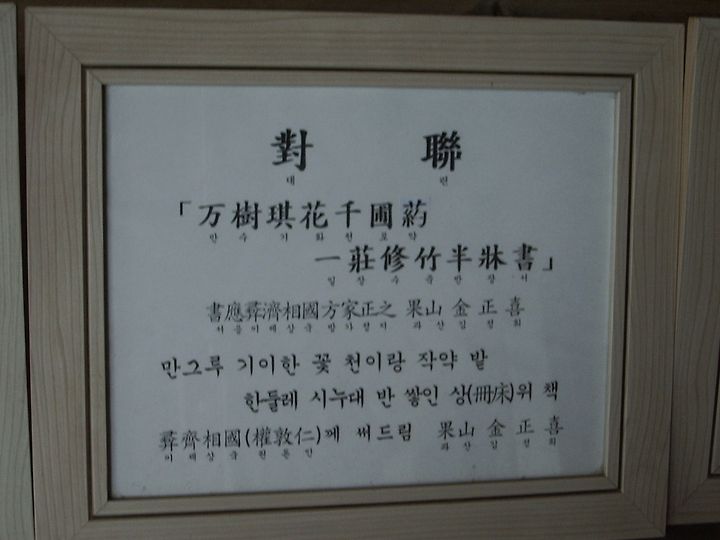 對 聯
대 련
「万樹琪花千圃葯
만수기화천포약
一莊修竹半牀書」
일장수죽반상서
書應彛濟相國方家正之 果山 金正喜
서응이재상국방가정지 과산김정희
만그루 기이한 꽃 천이랑 작약 밭
한둘레 시누대 반 쌓인 상(冊床)위 책
彛齊相國(權敦仁)께 써드림 果山 金正喜
이재상국권돈인 과산김정희